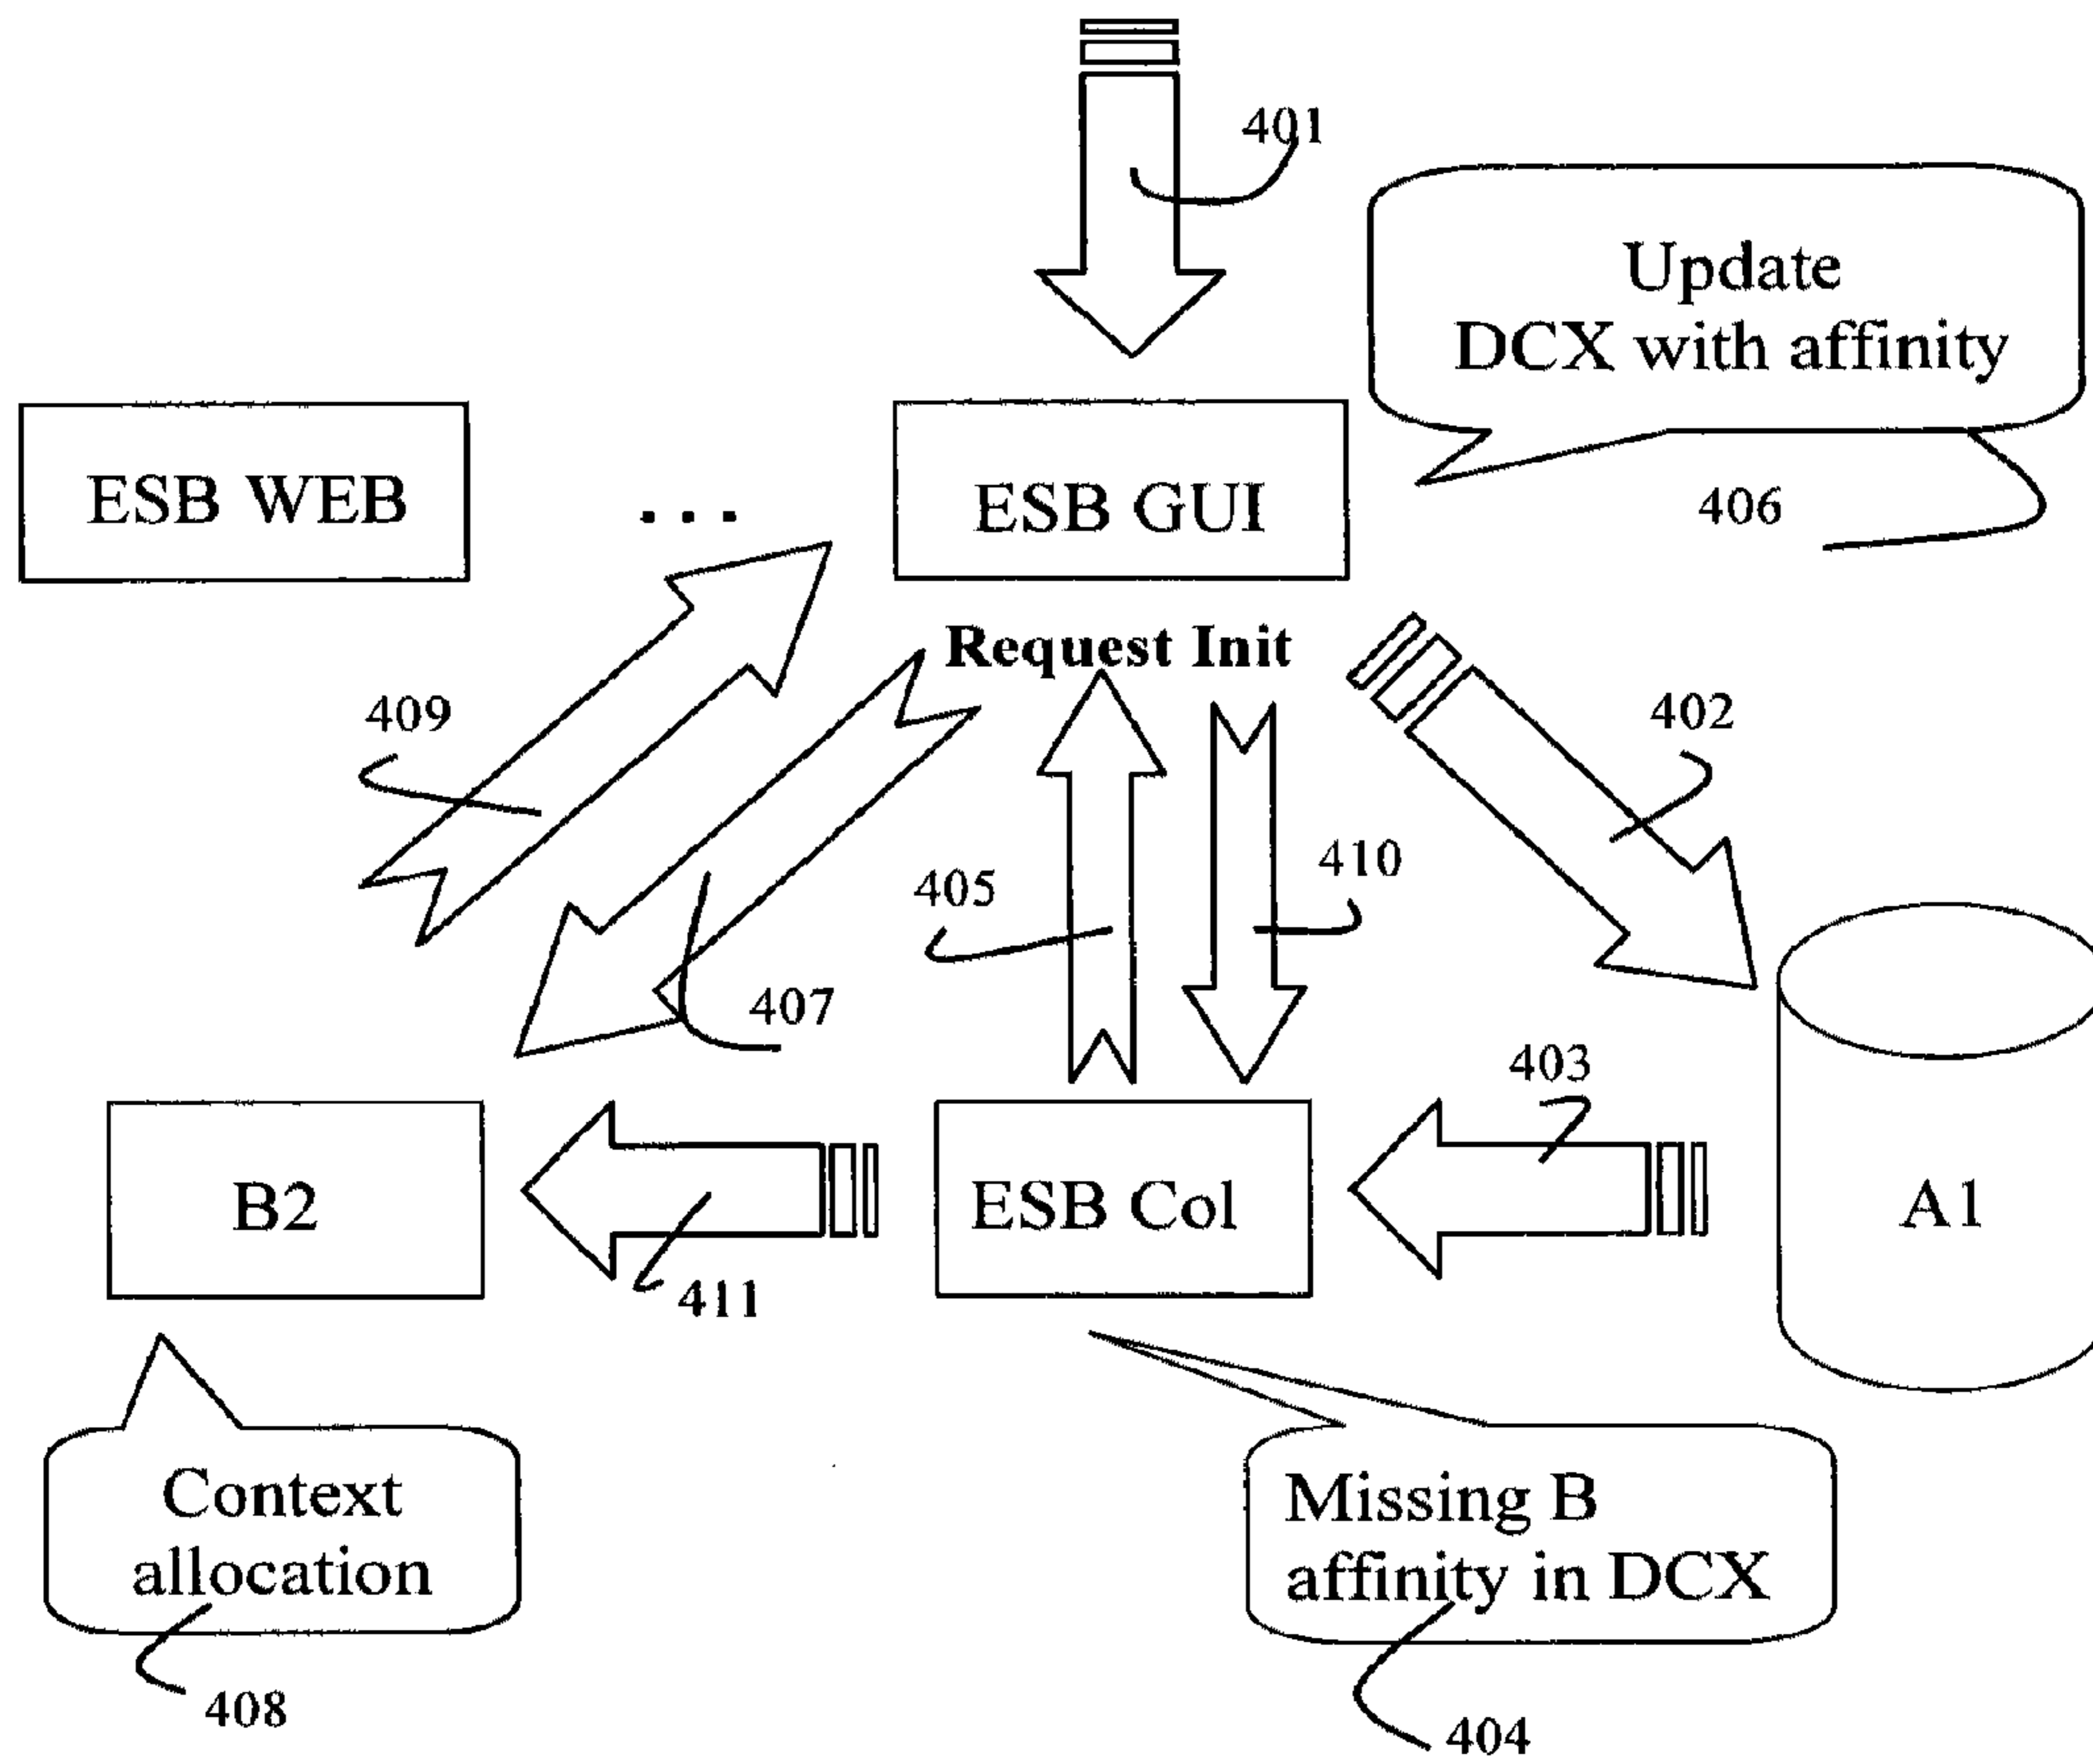 401
Update
DCX with affinity
406
ESB WEB
...
ESB GUI
Request Init
409
402
405
410
407
403
B2
ESB Col
A1
411
Context
allocation
408
Missing B
affinity in DCX
404